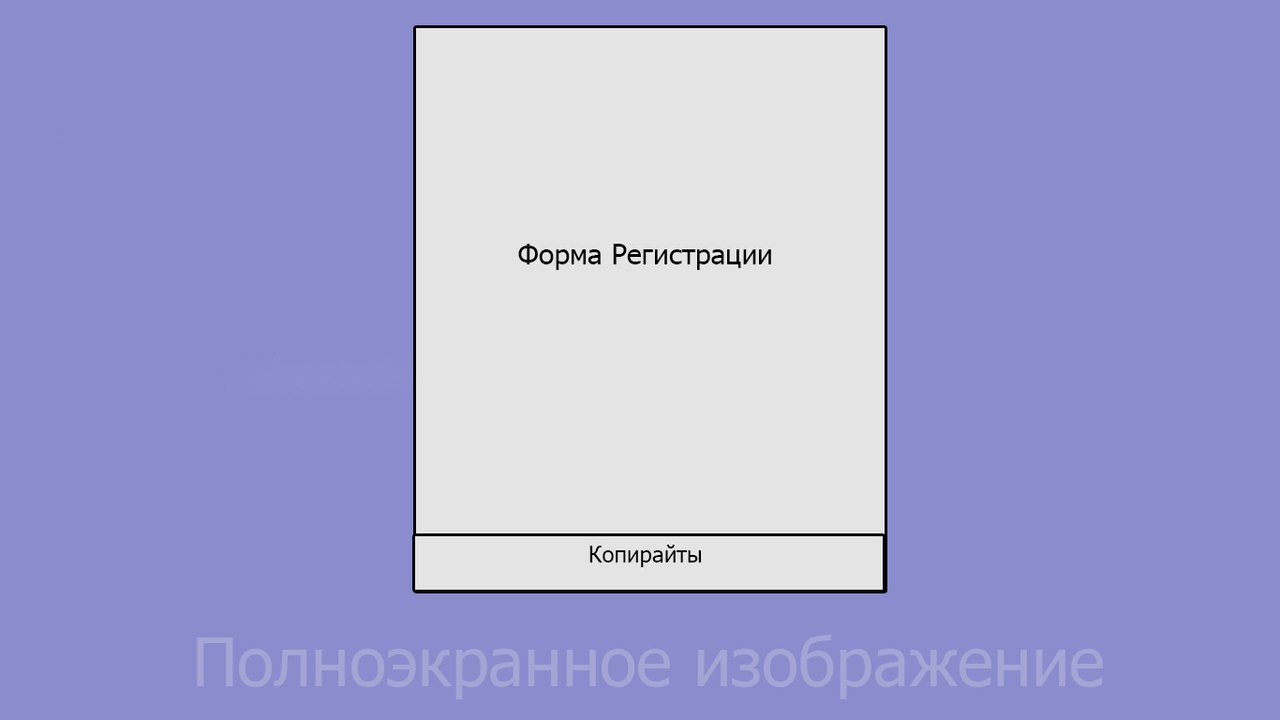 Форма Регистрации
Копирайты
Полноэкранное изображение